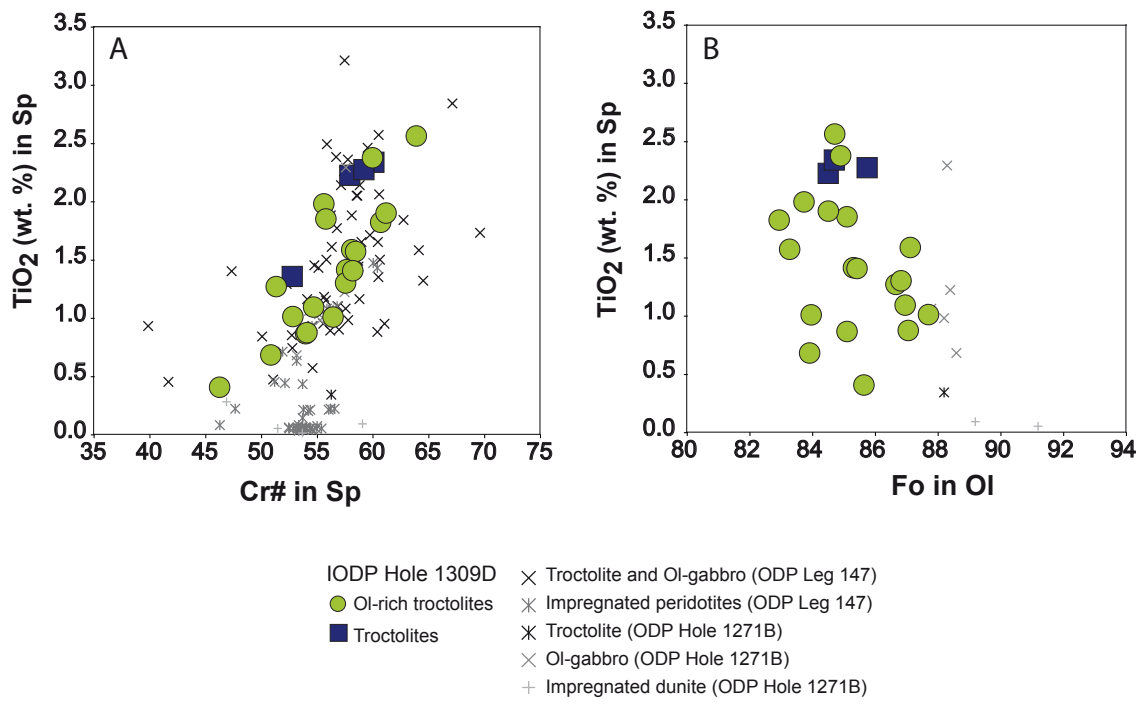 A
TiO2 (wt. %) in Sp
3.5
3.0
2.5
2.0
1.5
1.0
0.5
0.0
35 40 45 50 55 60 65 70 75
Cr# in Sp
B
TiO2 (wt. %) in Sp
3.5
3.0
2.5
2.0
1.5
1.0
0.5
0.0
80 82 84 86 88 90 92 94
Fo in Ol
IODP Hole 1309D
Ol-rich troctolites
Troctolites
Troctolite and Ol-gabbro (ODP Leg 147)
Impregnated peridotites (ODP Leg 147)
Troctolite (ODP Hole 1271B)
Ol-gabbro (ODP Hole 1271B)
Impregnated dunite (ODP Hole 1271B)